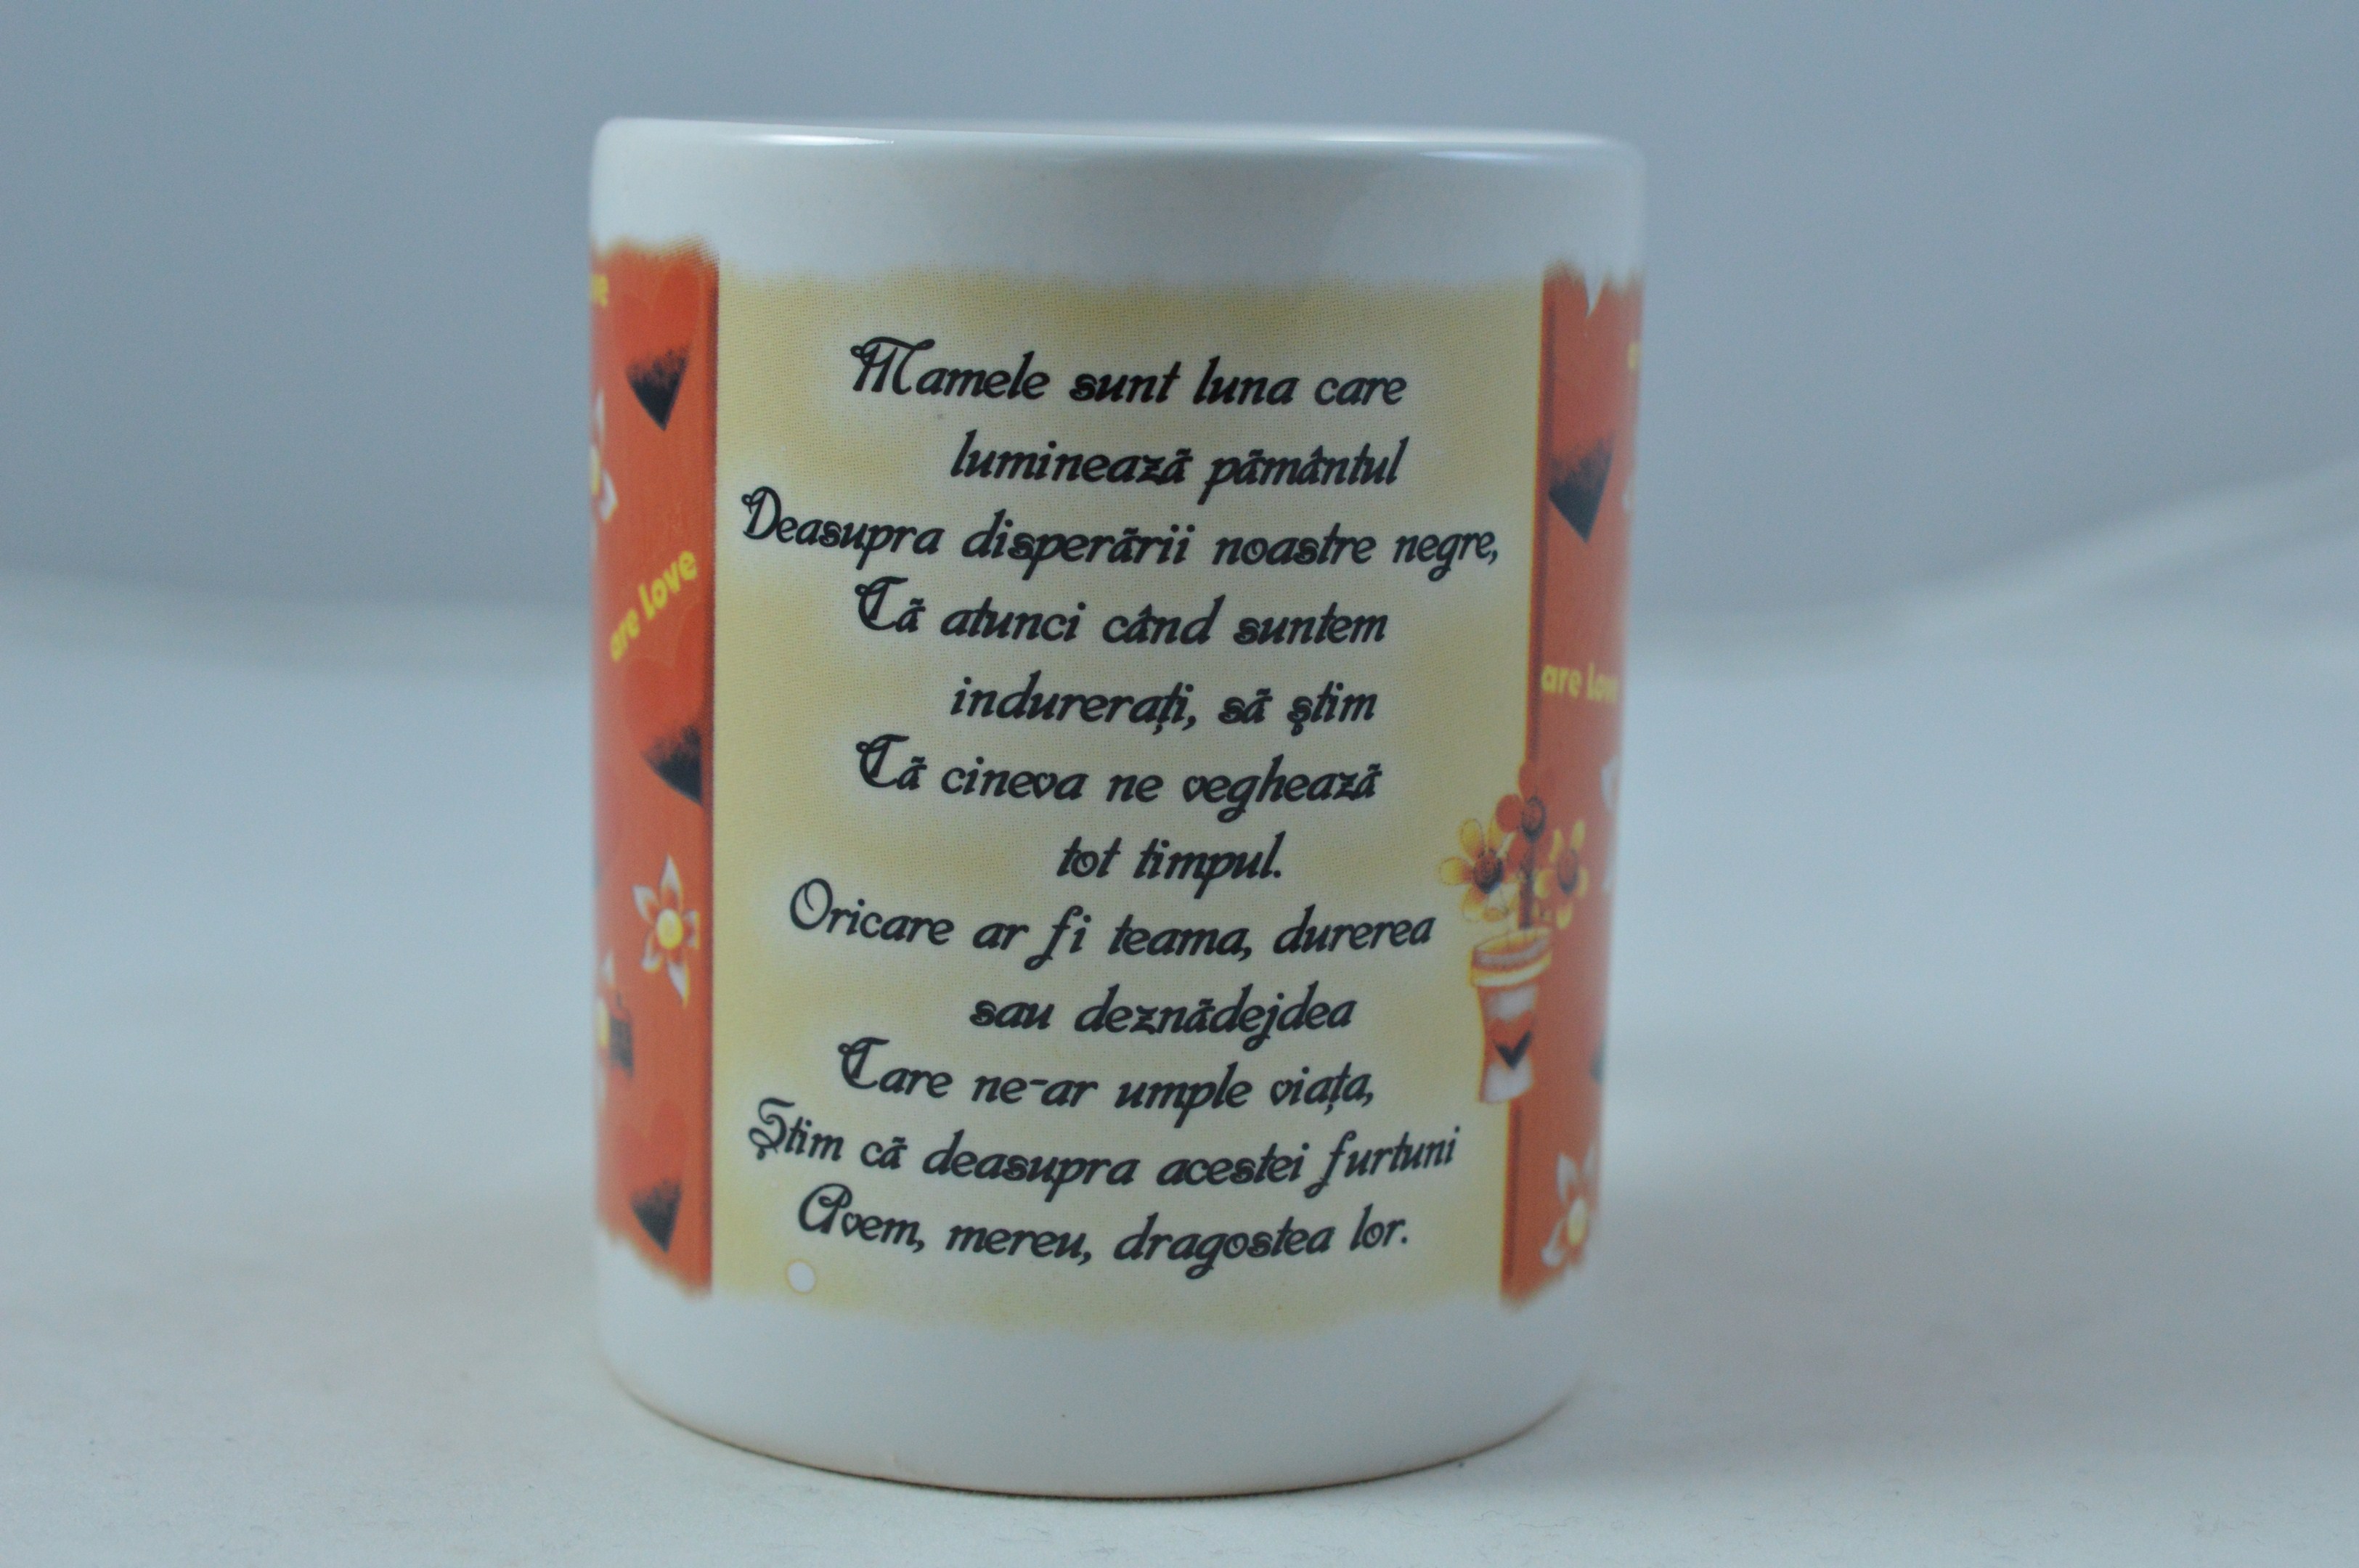 Mamele sunt luna care
luminează pământul
Deasupra disperării noastre negre,
Că atunci când suntem
indurerați, să ştim
Că cineva ne veghează
tot timpul.
Oricare ar fi teama, durerea
sau deznădejdea
Care ne-ar umple viața,
Ştim că deasupra acestei furtuni
Avem, mereu, dragostea lor.
are love
are love